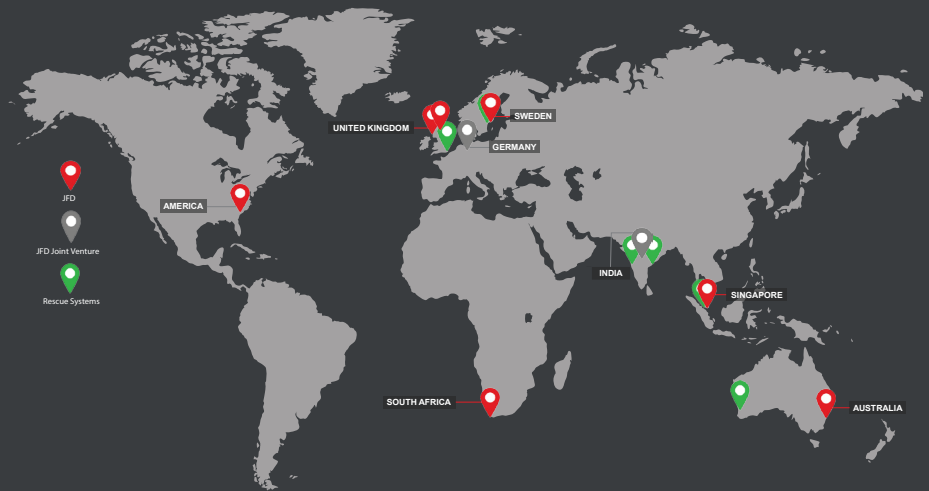 SWEDEN
UNITED KINGDOM
GERMANY
JFD
AMERICA
JFD Joint Venture
INDIA
Rescue Systems
SINGAPORE
SOUTH AFRICA
AUSTRALIA